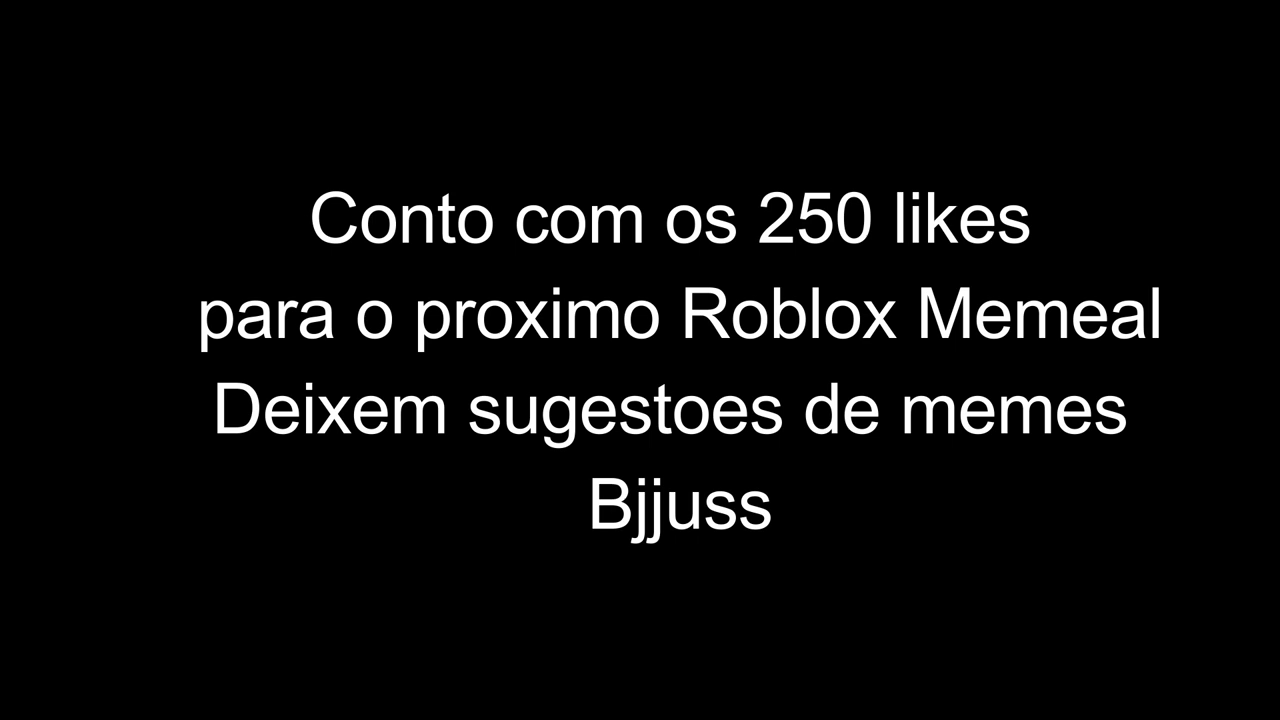 Conto com os 250 likes
para o proximo Roblox Memeal
Deixem sugestoes de memes
Bjjuss